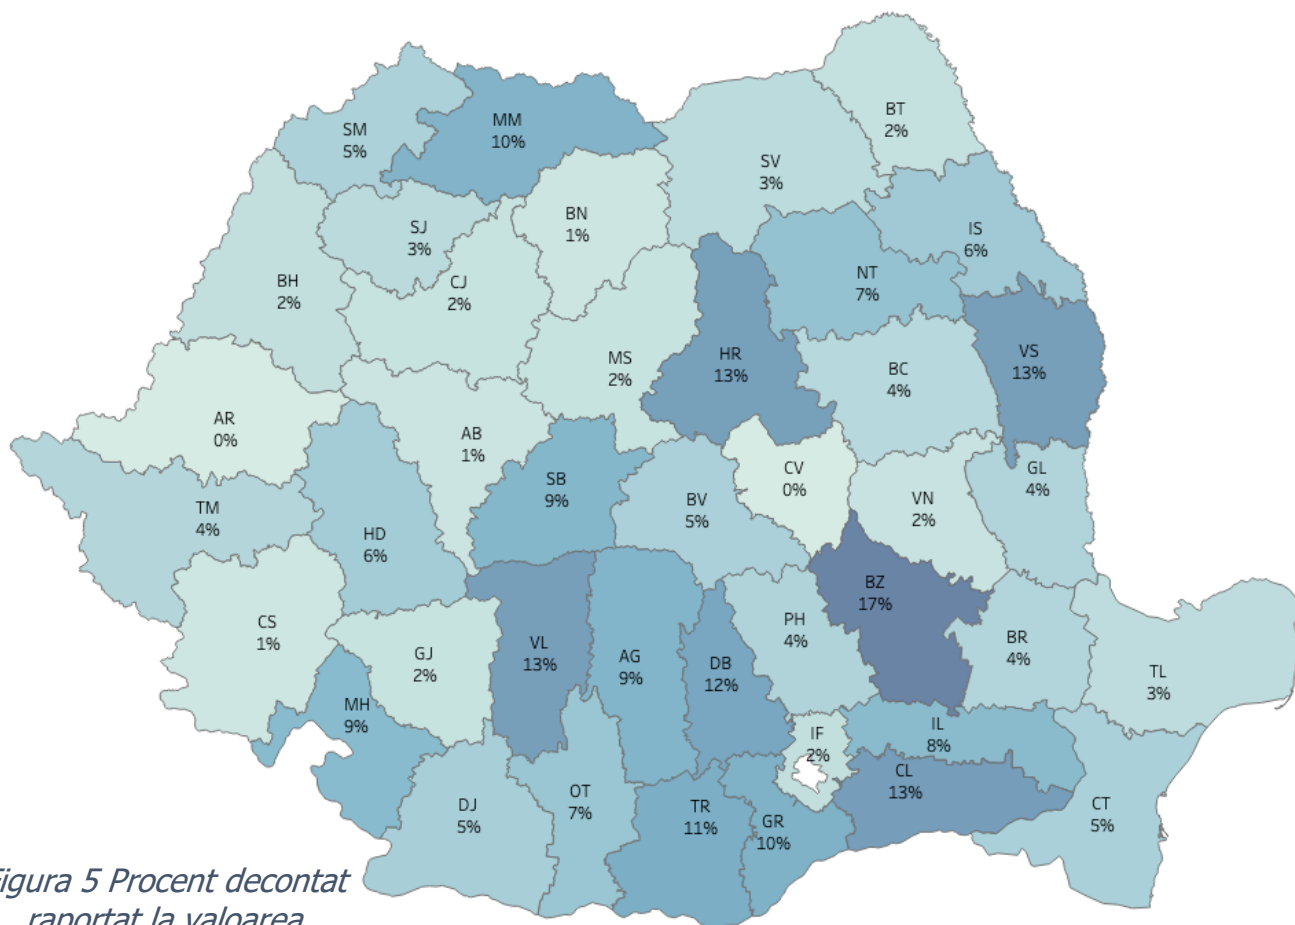 BT
2%
MM
10%
SM
5%
SV
3%
BN
1%
SJ
3%
IS
6%
NT
7%
BH
2%
CJ
2%
MS
2%
HR
13%
BC
4%
VS
13%
AR
0%
AB
1%
SB
9%
CV
0%
GL
4%
BV
5%
VN
2%
TM
4%
HD
6%
BZ
17%
CS
1%
PH
4%
BR
4%
VL
13%
GJ
2%
AG
9%
DB
12%
TL
3%
MH
9%
IF
2%
IL
8%
CL
13%
OT
7%
DJ
5%
TR
11%
GR
10%
CT
5%
igura 5 Procent decontat
raportat la valoarea